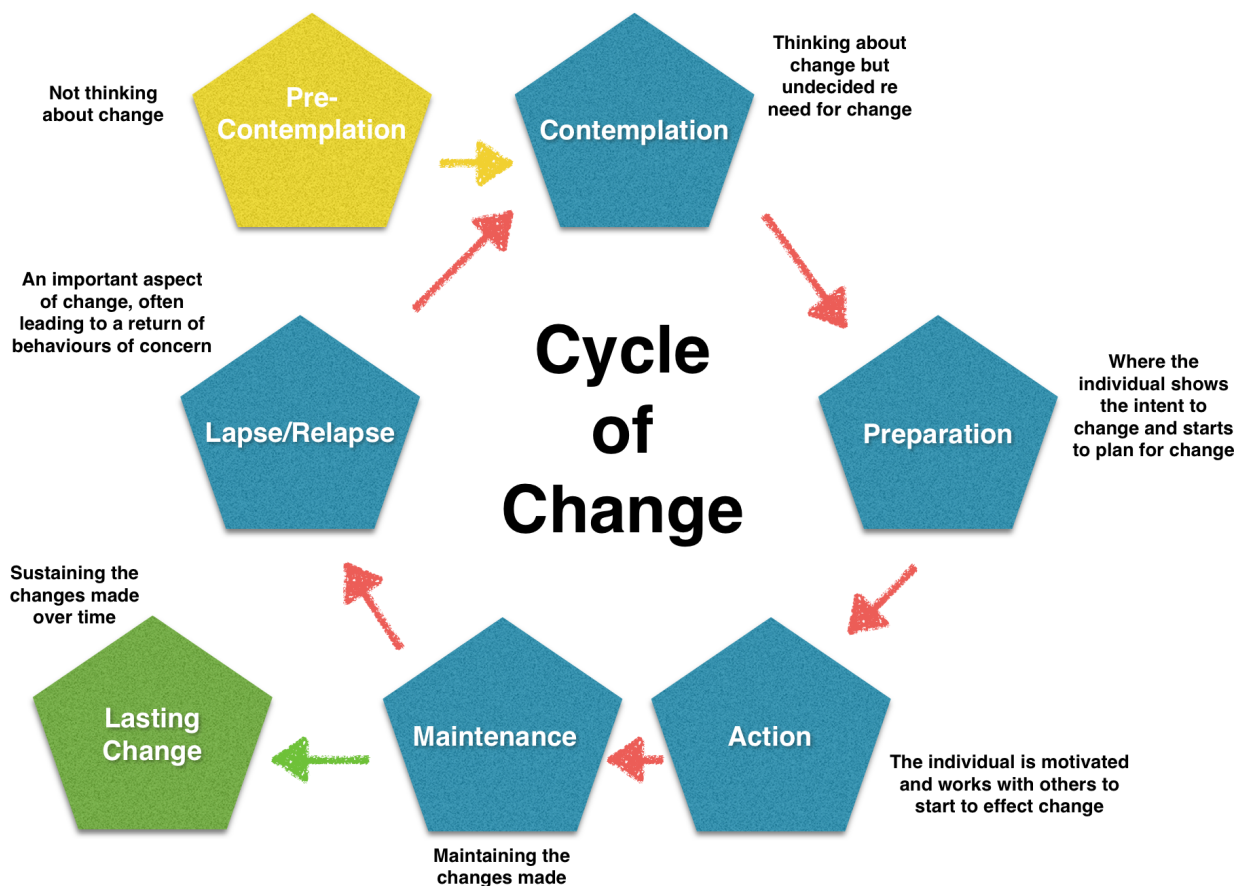 Not thinking
about change
Pre-
Contemplation
Contemplation
Thinking about
change but
undecided re
need for change
An important aspect
of change, often
leading to a return of
behaviours of concern
Lapse/Relapse
Cycle
of
Change
Preparation
Where the
individual shows
the intent to
change and starts
to plan for change
Sustaining the
changes made
over time
Lasting
Change
Maintenance
Action
The individual is motivated
and works with others to
start to effect change
Maintaining the
changes made